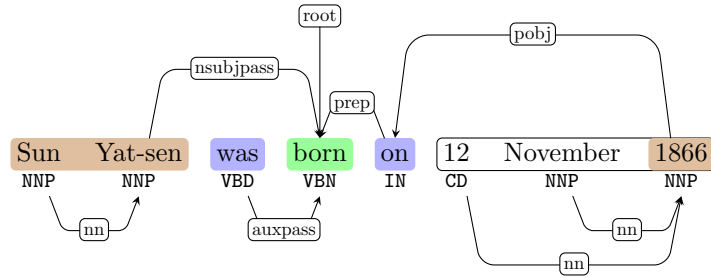 root
pobj
nsubjpass
prep
Sun Yat-sen was born on 12 November 1866
NNP NNP VBD VBN IN CD NNP NNP
nn auxpass nn
nn